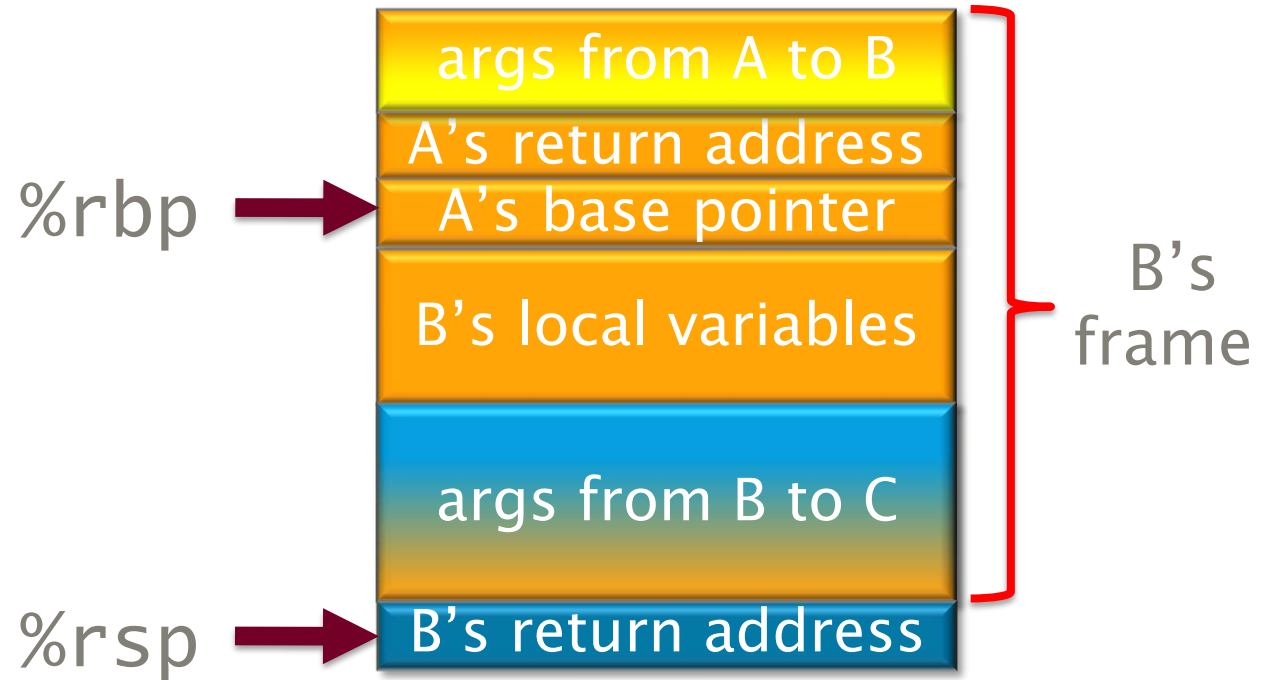 args from A to B
A’s return address
%rbp
A’s base pointer
B’s local variables
B’s
frame
args from B to C
%rsp
B’s return address